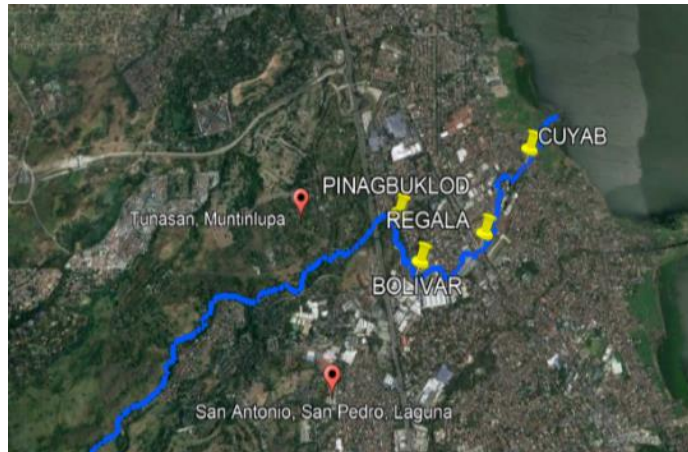 CUYAB
PINAGBUKLOD
Tunasan, Muntinlupa
REGALA
BOLIVAR
San Antonio, San Pedro, Laguna